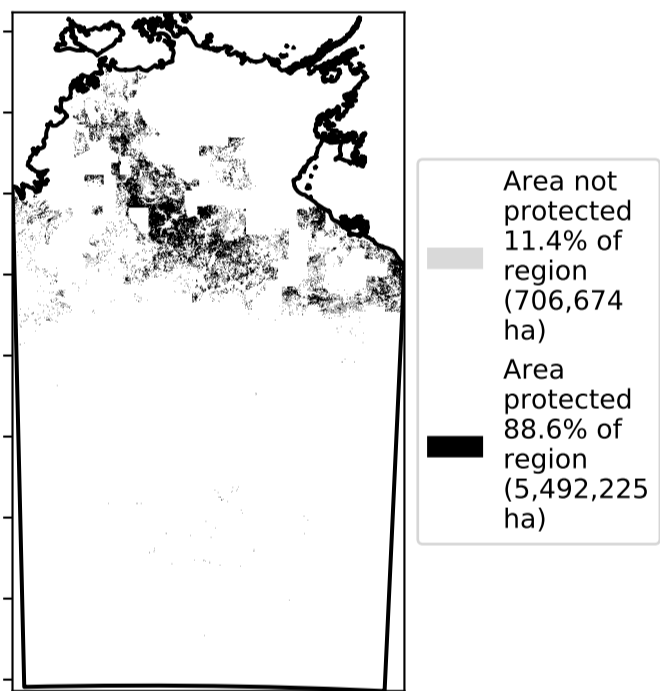 Area not
protected
11.4% of
region
(706,674
ha)
Area
protected
88.6% of
region
(5,492,225
ha)